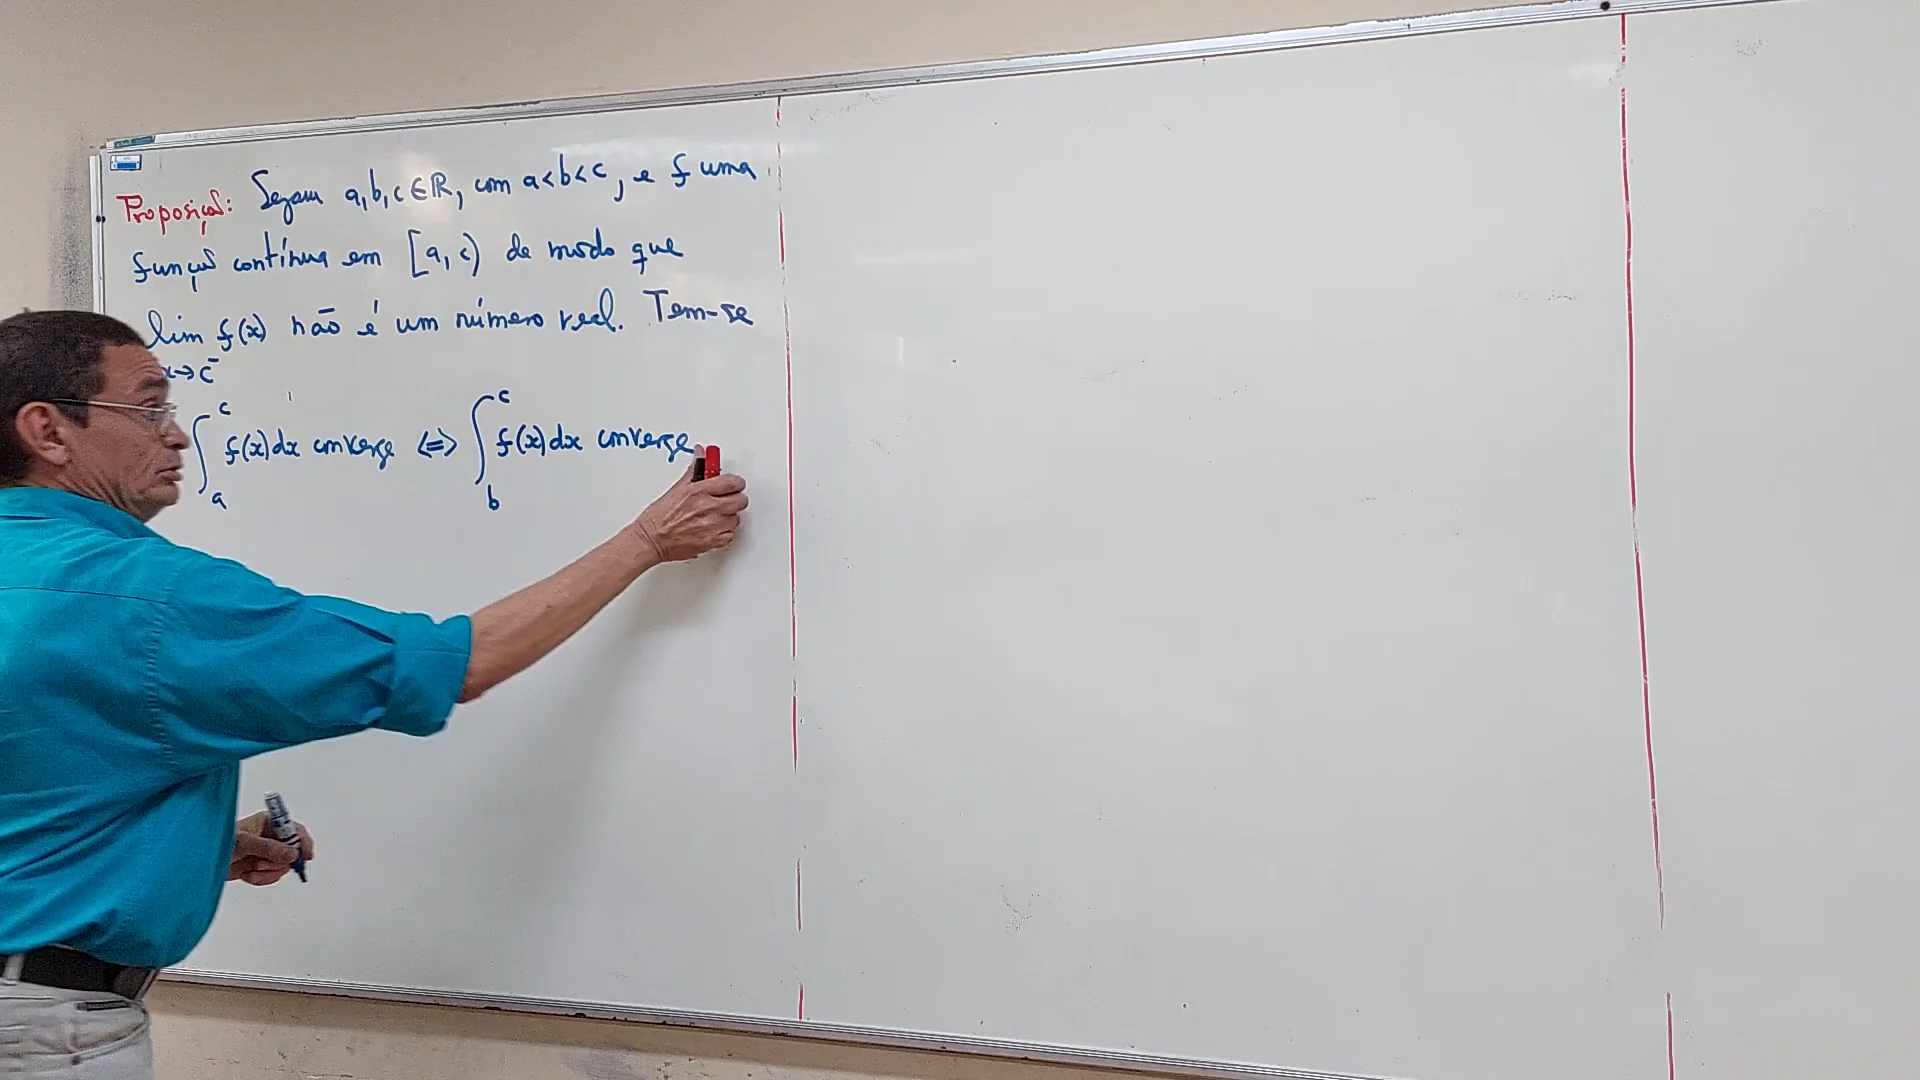 Proposição: Sejam a, b, c ∈ ℝ, com a < b < c, e f uma
função contínua em [a, c) de modo que
lim f(x) não é um número real. Tem-se
x→c⁻
∫_a^c f(x)dx converge ⟺ ∫_b^c f(x)dx converge